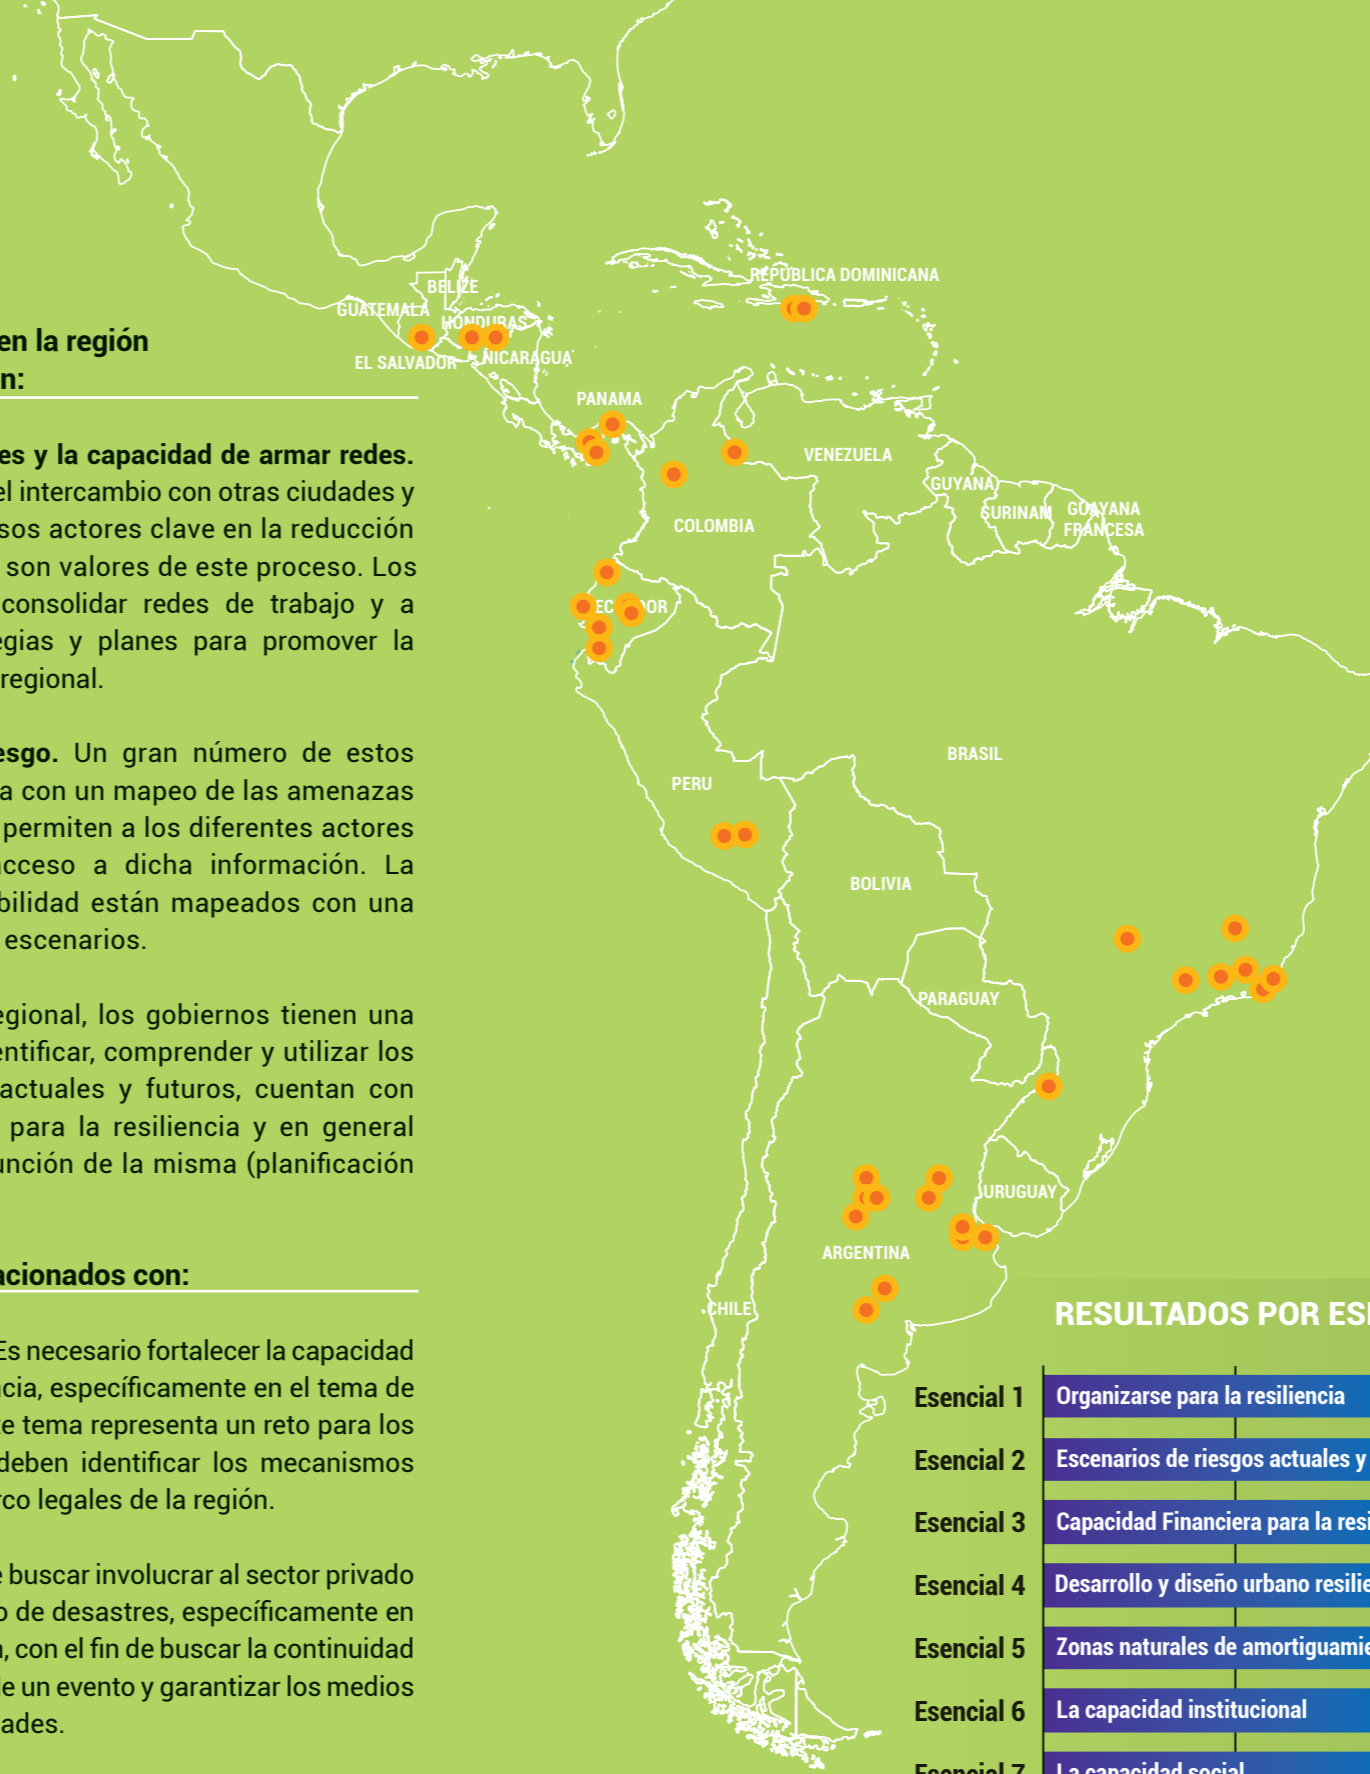 en la región
n:
es y la capacidad de armar redes.
el intercambio con otras ciudades y
sos actores clave en la reducción
son valores de este proceso. Los
consolidar redes de trabajo y a
egias y planes para promover la
regional.
esgo. Un gran número de estos
a con un mapeo de las amenazas
permiten a los diferentes actores
acceso a dicha información. La
bilidad están mapeados con una
escenarios.
egional, los gobiernos tienen una
entificar, comprender y utilizar los
actuales y futuros, cuentan con
para la resiliencia y en general
unción de la misma (planificación
acionados con:
Es necesario fortalecer la capacidad
ncia, específicamente en el tema de
te tema representa un reto para los
deben identificar los mecanismos
rco legales de la región.
e buscar involucrar al sector privado
o de desastres, específicamente en
n, con el fin de buscar la continuidad
de un evento y garantizar los medios
ades.
REPÚBLICA DOMINICANA
BELIZE
GUATEMALA
HONDURAS
EL SALVADOR
NICARAGUA
PANAMA
VENEZUELA
GUYANA
SURINAM
GUAYANA
FRANCESA
COLOMBIA
BRASIL
PERU
BOLIVIA
PARAGUAY
URUGUAY
ARGENTINA
CHILE
RESULTADOS POR ESE
Esencial 1 Organizarse para la resiliencia
Esencial 2 Escenarios de riesgos actuales y
Esencial 3 Capacidad Financiera para la resi
Esencial 4 Desarrollo y diseño urbano resilie
Esencial 5 Zonas naturales de amortiguamie
Esencial 6 La capacidad institucional
Esencial 7 La capacidad social